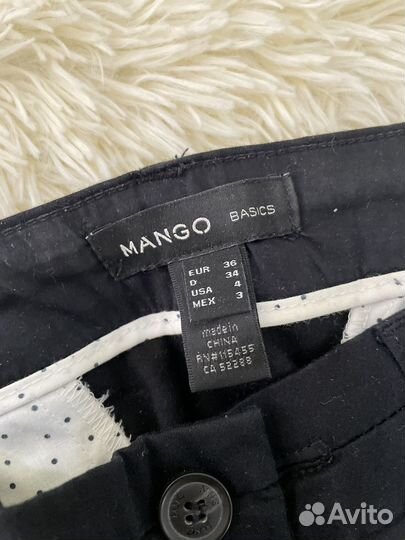 MANGO BASICS
EUR 36
D 34
USA 4
MEX 3
made in
CHINA
RN#115455
CA 52288
Avito